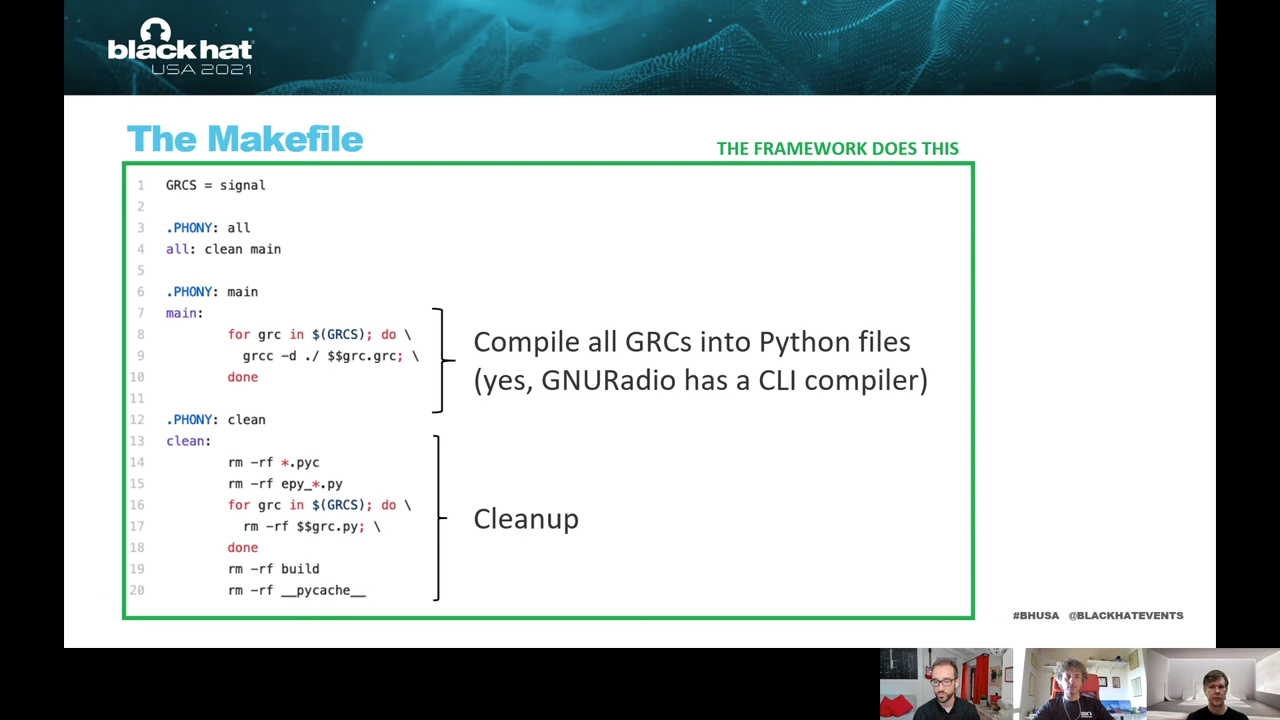 black hat
USA 2021
The Makefile
THE FRAMEWORK DOES THIS
1 GRCS = signal
2
3 .PHONY: all
4 all: clean main
5
6 .PHONY: main
7 main:
8 for grc in $(GRCS); do \
9 grcc -d ./ $$grc.grc; \
10 done
11
12 .PHONY: clean
13 clean:
14 rm -rf *.pyc
15 rm -rf epy_*.py
16 for grc in $(GRCS); do \
17 rm -rf $$grc.py; \
18 done
19 rm -rf build
20 rm -rf __pycache__
Compile all GRCs into Python files
(yes, GNURadio has a CLI compiler)
Cleanup
#BHUSA @BLACKHATEVENTS